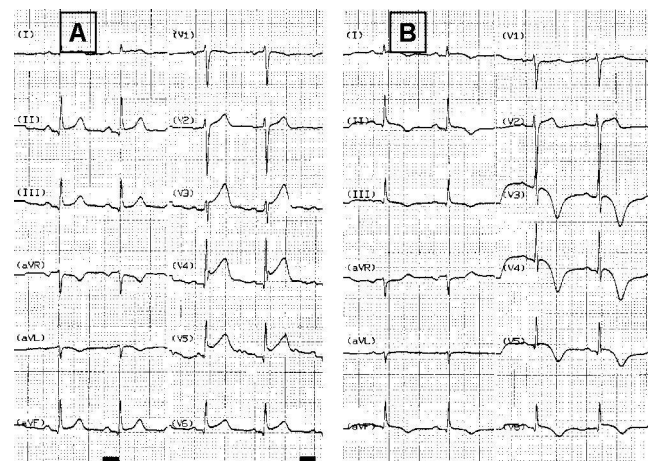 A
(I)
(V1)
(II)
(V2)
(III)
(V3)
(aVR)
(V4)
(aVL)
(V5)
(aVF)
(V6)
B
(I)
(V1)
(II)
(V2)
(III)
(V3)
(aVR)
(V4)
(aVL)
(V5)
(aVF)
(V6)